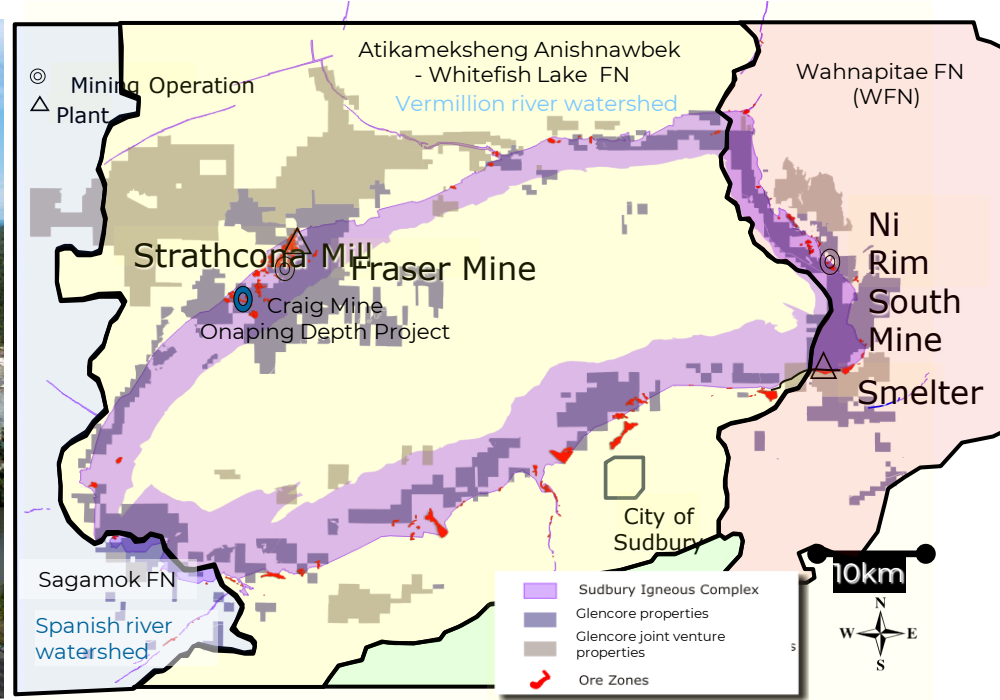 Atikameksheng Anishnawbek
- Whitefish Lake FN
Vermillion river watershed
Wahnapitae FN
(WFN)
Mining Operation
Plant
Strathcona Mill
Fraser Mine
Craig Mine
Onaping Depth Project
Ni
Rim
South
Mine
Smelter
City of
Sudbury
Sagamok FN
Spanish river
watershed
10km
N
W E
S
Sudbury Igneous Complex
Glencore properties
Glencore joint venture
properties
s
Ore Zones